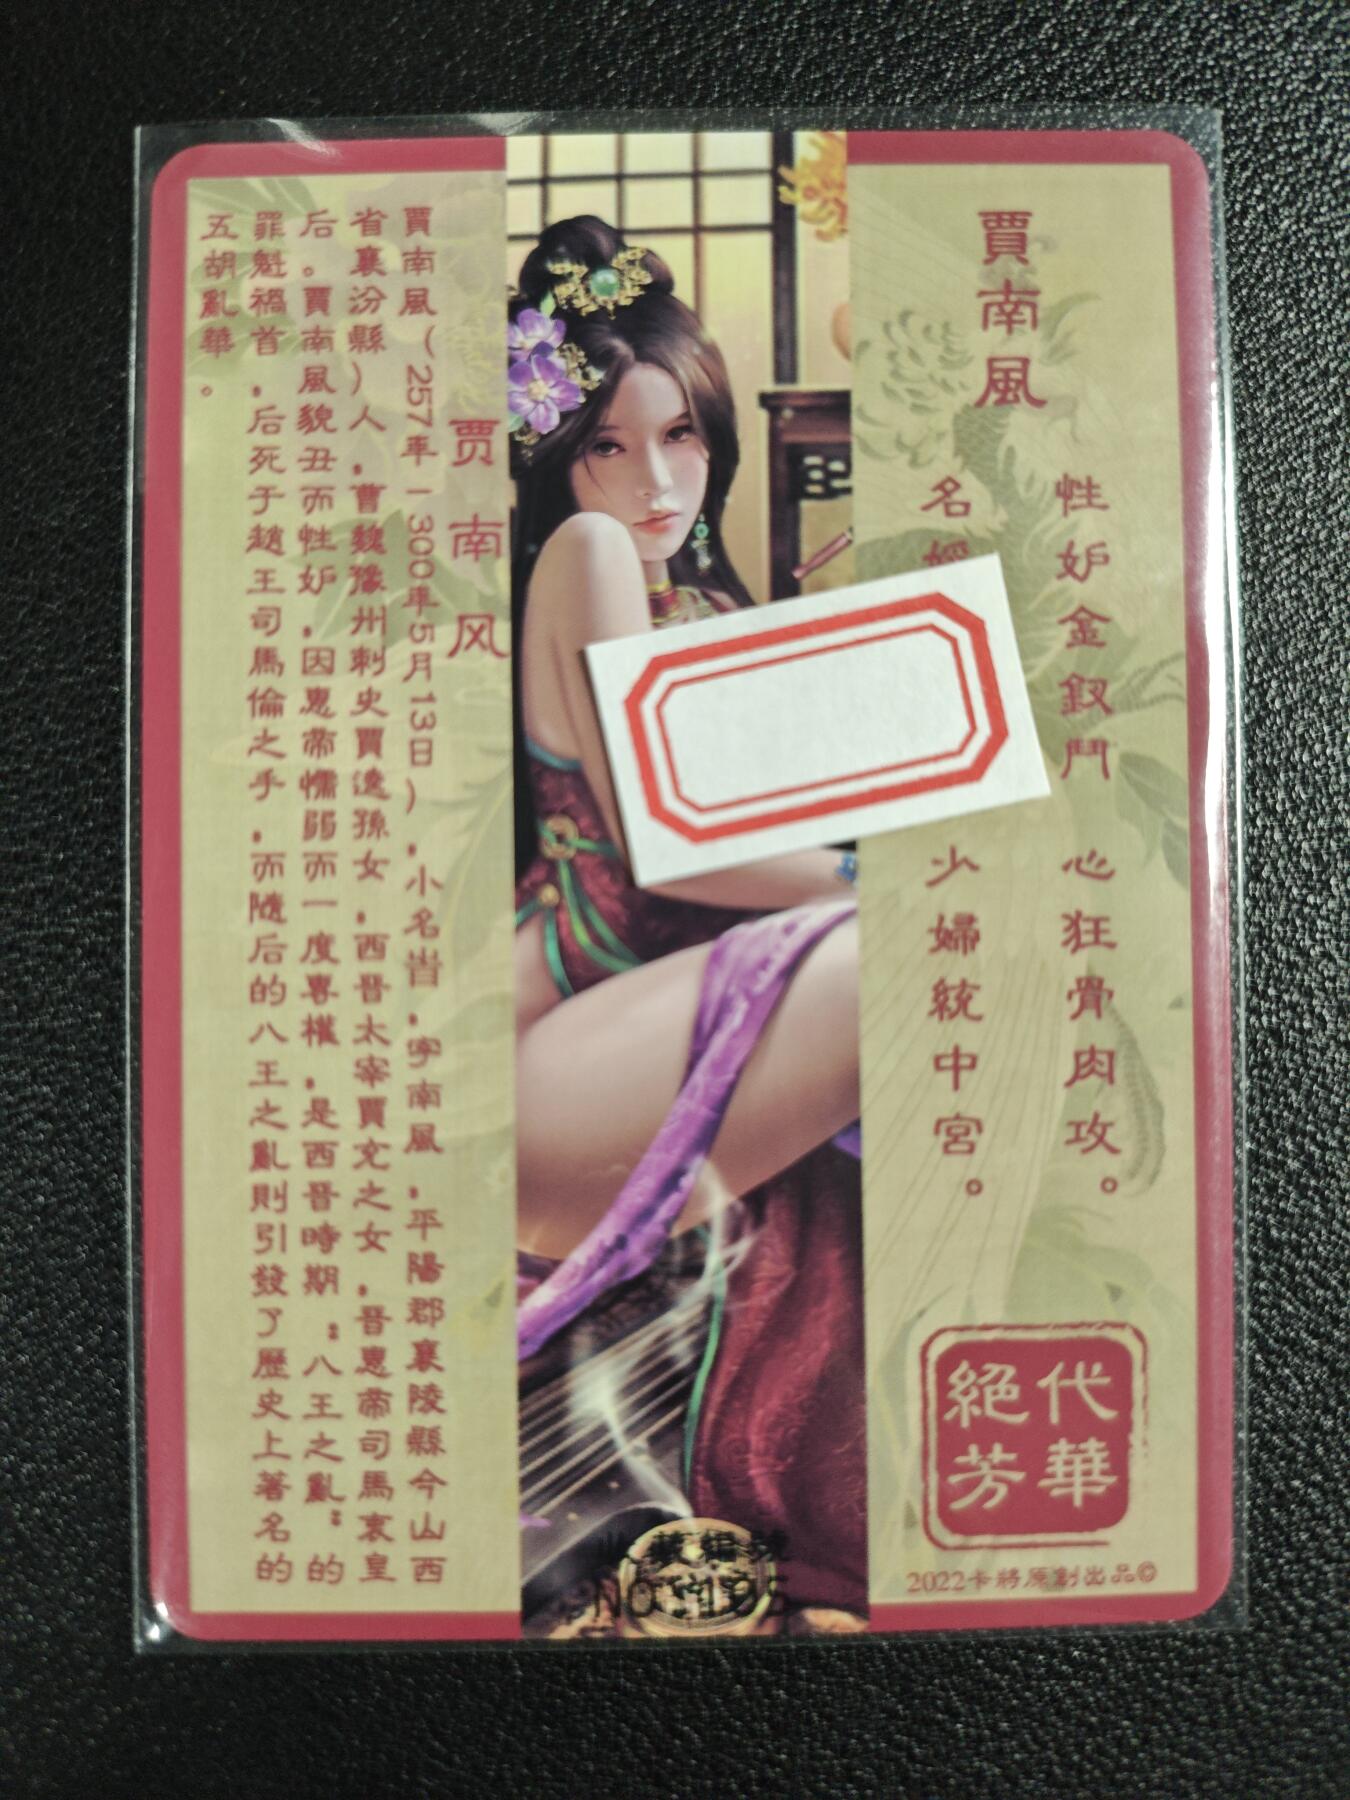 賈南風
性妒金釵鬥 心狂骨肉攻。
名 少婦統中宮。
絕代芳華
2022卡將原創出品©
贾南风
賈南風(257年-300年5月13日),小名峕,字南風,平陽郡襄陵縣今山西
省襄汾縣)人,曹魏豫州刺史賈逵孫女,西晉太宰賈充之女,晉惠帝司馬衷皇
后。賈南風貌丑而性妒,因惠帝懦弱而一度專權,是西晉時期“八王之亂”的
罪魁禍首,后死于趙王司馬倫之手,而隨后的八王之亂則引發了歷史上著名的
五胡亂華。